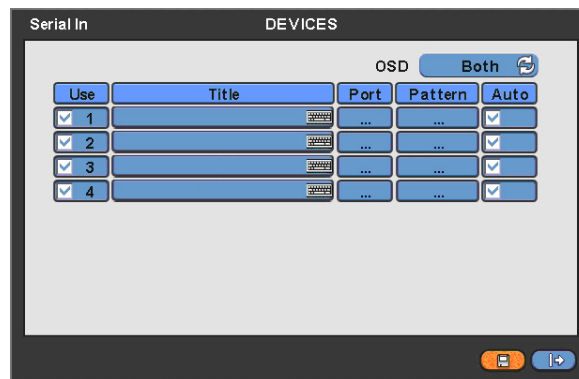 Serial In DEVICES
OSD Both
Use Title Port Pattern Auto
1 ... ...
2 ... ...
3 ... ...
4 ... ...